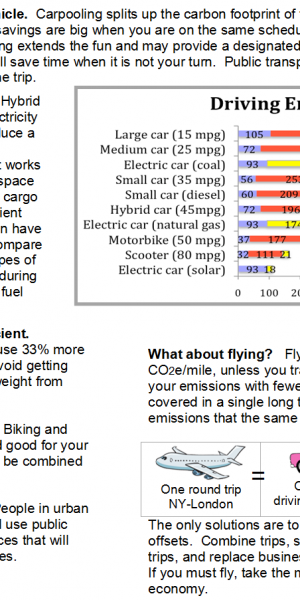 icle. Carpooling splits up the carbon footprint of
savings are big when you are on the same schedu
ng extends the fun and may provide a designated
ll save time when it is not your turn. Public transp
e trip.
Hybrid
ctricity
luce a
works
space
cargo
ient
n have
ompare
pes of
during
fuel
Driving E
Large car (15 mpg) 105
Medium car (25 mpg) 72
Electric car (coal) 93
Small car (35 mpg) 56 25
Small car (diesel) 60 209
Hybrid car (45mpg) 72 196
Electric car (natural gas) 93 174
Motorbike (50 mpg) 37 177
Scooter (80 mpg) 32 111 21
Electric car (solar) 93 18
0 100 20
ient.
use 33% more
void getting
weight from
Biking and
d good for your
be combined
People in urban
l use public
ces that will
es.
What about flying? Fly
CO2e/mile, unless you tra
your emissions with fewe
covered in a single long t
emissions that the same
One round trip
NY-London
=
C
drivin
The only solutions are to
offsets. Combine trips, s
trips, and replace busine
If you must fly, take the n
economy.